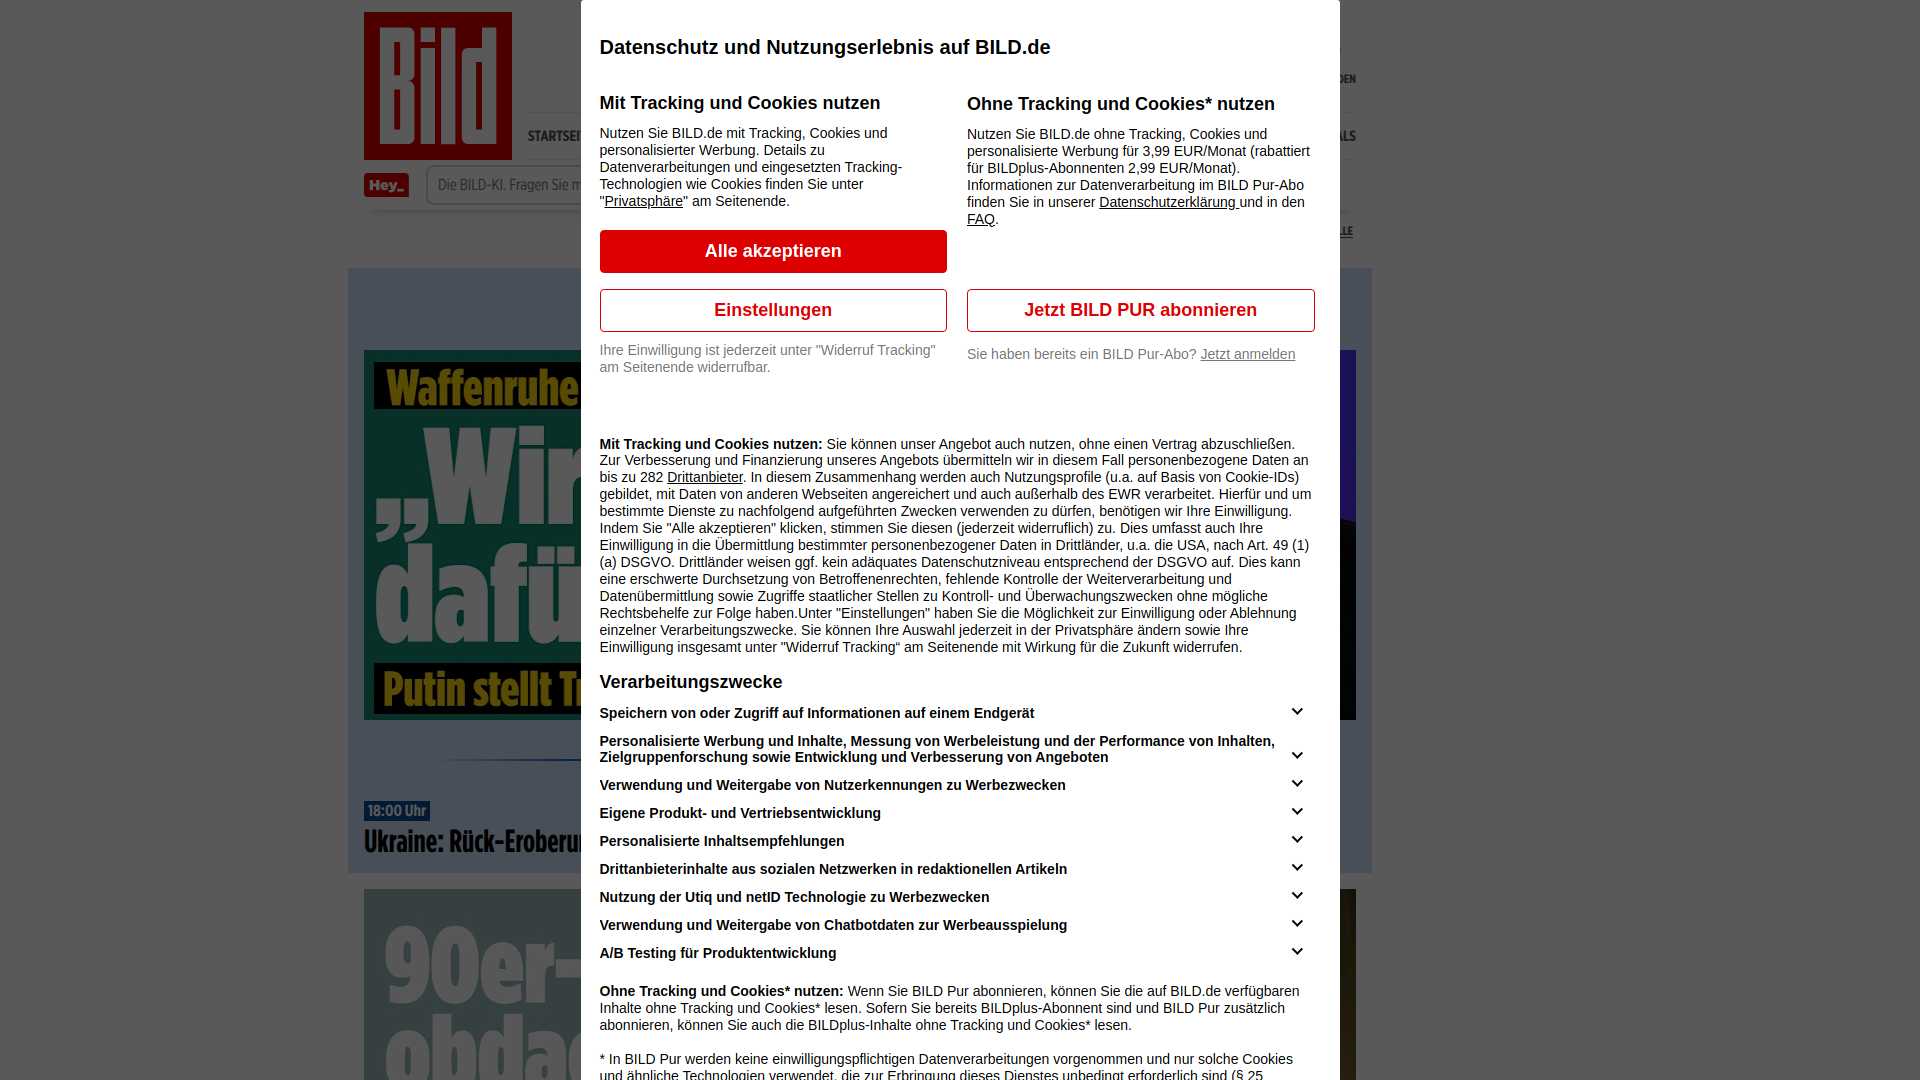 Bild
STARTSEI
Hey_
Die BILD-KI. Fragen Sie m
Waffenruhe
„Wir
dafü
Putin stellt T
18:00 Uhr
Ukraine: Rück-Eroberu
90er-
obdac
Datenschutz und Nutzungserlebnis auf BILD.de
Mit Tracking und Cookies nutzen
Nutzen Sie BILD.de mit Tracking, Cookies und
personalisierter Werbung. Details zu
Datenverarbeitungen und eingesetzten Tracking-
Technologien wie Cookies finden Sie unter
"Privatsphäre" am Seitenende.
Alle akzeptieren
Einstellungen
Ihre Einwilligung ist jederzeit unter "Widerruf Tracking"
am Seitenende widerrufbar.
Ohne Tracking und Cookies* nutzen
Nutzen Sie BILD.de ohne Tracking, Cookies und
personalisierte Werbung für 3,99 EUR/Monat (rabattiert
für BILDplus-Abonnenten 2,99 EUR/Monat).
Informationen zur Datenverarbeitung im BILD Pur-Abo
finden Sie in unserer Datenschutzerklärung und in den
FAQ.
Jetzt BILD PUR abonnieren
Sie haben bereits ein BILD Pur-Abo? Jetzt anmelden
Mit Tracking und Cookies nutzen: Sie können unser Angebot auch nutzen, ohne einen Vertrag abzuschließen.
Zur Verbesserung und Finanzierung unseres Angebots übermitteln wir in diesem Fall personenbezogene Daten an
bis zu 282 Drittanbieter. In diesem Zusammenhang werden auch Nutzungsprofile (u.a. auf Basis von Cookie-IDs)
gebildet, mit Daten von anderen Webseiten angereichert und auch außerhalb des EWR verarbeitet. Hierfür und um
bestimmte Dienste zu nachfolgend aufgeführten Zwecken verwenden zu dürfen, benötigen wir Ihre Einwilligung.
Indem Sie "Alle akzeptieren" klicken, stimmen Sie diesen (jederzeit widerruflich) zu. Dies umfasst auch Ihre
Einwilligung in die Übermittlung bestimmter personenbezogener Daten in Drittländer, u.a. die USA, nach Art. 49 (1)
(a) DSGVO. Drittländer weisen ggf. kein adäquates Datenschutzniveau entsprechend der DSGVO auf. Dies kann
eine erschwerte Durchsetzung von Betroffenenrechten, fehlende Kontrolle der Weiterverarbeitung und
Datenübermittlung sowie Zugriffe staatlicher Stellen zu Kontroll- und Überwachungszwecken ohne mögliche
Rechtsbehelfe zur Folge haben.Unter "Einstellungen" haben Sie die Möglichkeit zur Einwilligung oder Ablehnung
einzelner Verarbeitungszwecke. Sie können Ihre Auswahl jederzeit in der Privatsphäre ändern sowie Ihre
Einwilligung insgesamt unter "Widerruf Tracking“ am Seitenende mit Wirkung für die Zukunft widerrufen.
Verarbeitungszwecke
Speichern von oder Zugriff auf Informationen auf einem Endgerät
Personalisierte Werbung und Inhalte, Messung von Werbeleistung und der Performance von Inhalten,
Zielgruppenforschung sowie Entwicklung und Verbesserung von Angeboten
Verwendung und Weitergabe von Nutzerkennungen zu Werbezwecken
Eigene Produkt- und Vertriebsentwicklung
Personalisierte Inhaltsempfehlungen
Drittanbieterinhalte aus sozialen Netzwerken in redaktionellen Artikeln
Nutzung der Utiq und netID Technologie zu Werbezwecken
Verwendung und Weitergabe von Chatbotdaten zur Werbeausspielung
A/B Testing für Produktentwicklung
Ohne Tracking und Cookies* nutzen: Wenn Sie BILD Pur abonnieren, können Sie die auf BILD.de verfügbaren
Inhalte ohne Tracking und Cookies* lesen. Sofern Sie bereits BILDplus-Abonnent sind und BILD Pur zusätzlich
abonnieren, können Sie auch die BILDplus-Inhalte ohne Tracking und Cookies* lesen.
* In BILD Pur werden keine einwilligungspflichtigen Datenverarbeitungen vorgenommen und nur solche Cookies
und ähnliche Technologien verwendet, die zur Erbringung dieses Dienstes unbedingt erforderlich sind (§ 25
DEN
ALS
LLE